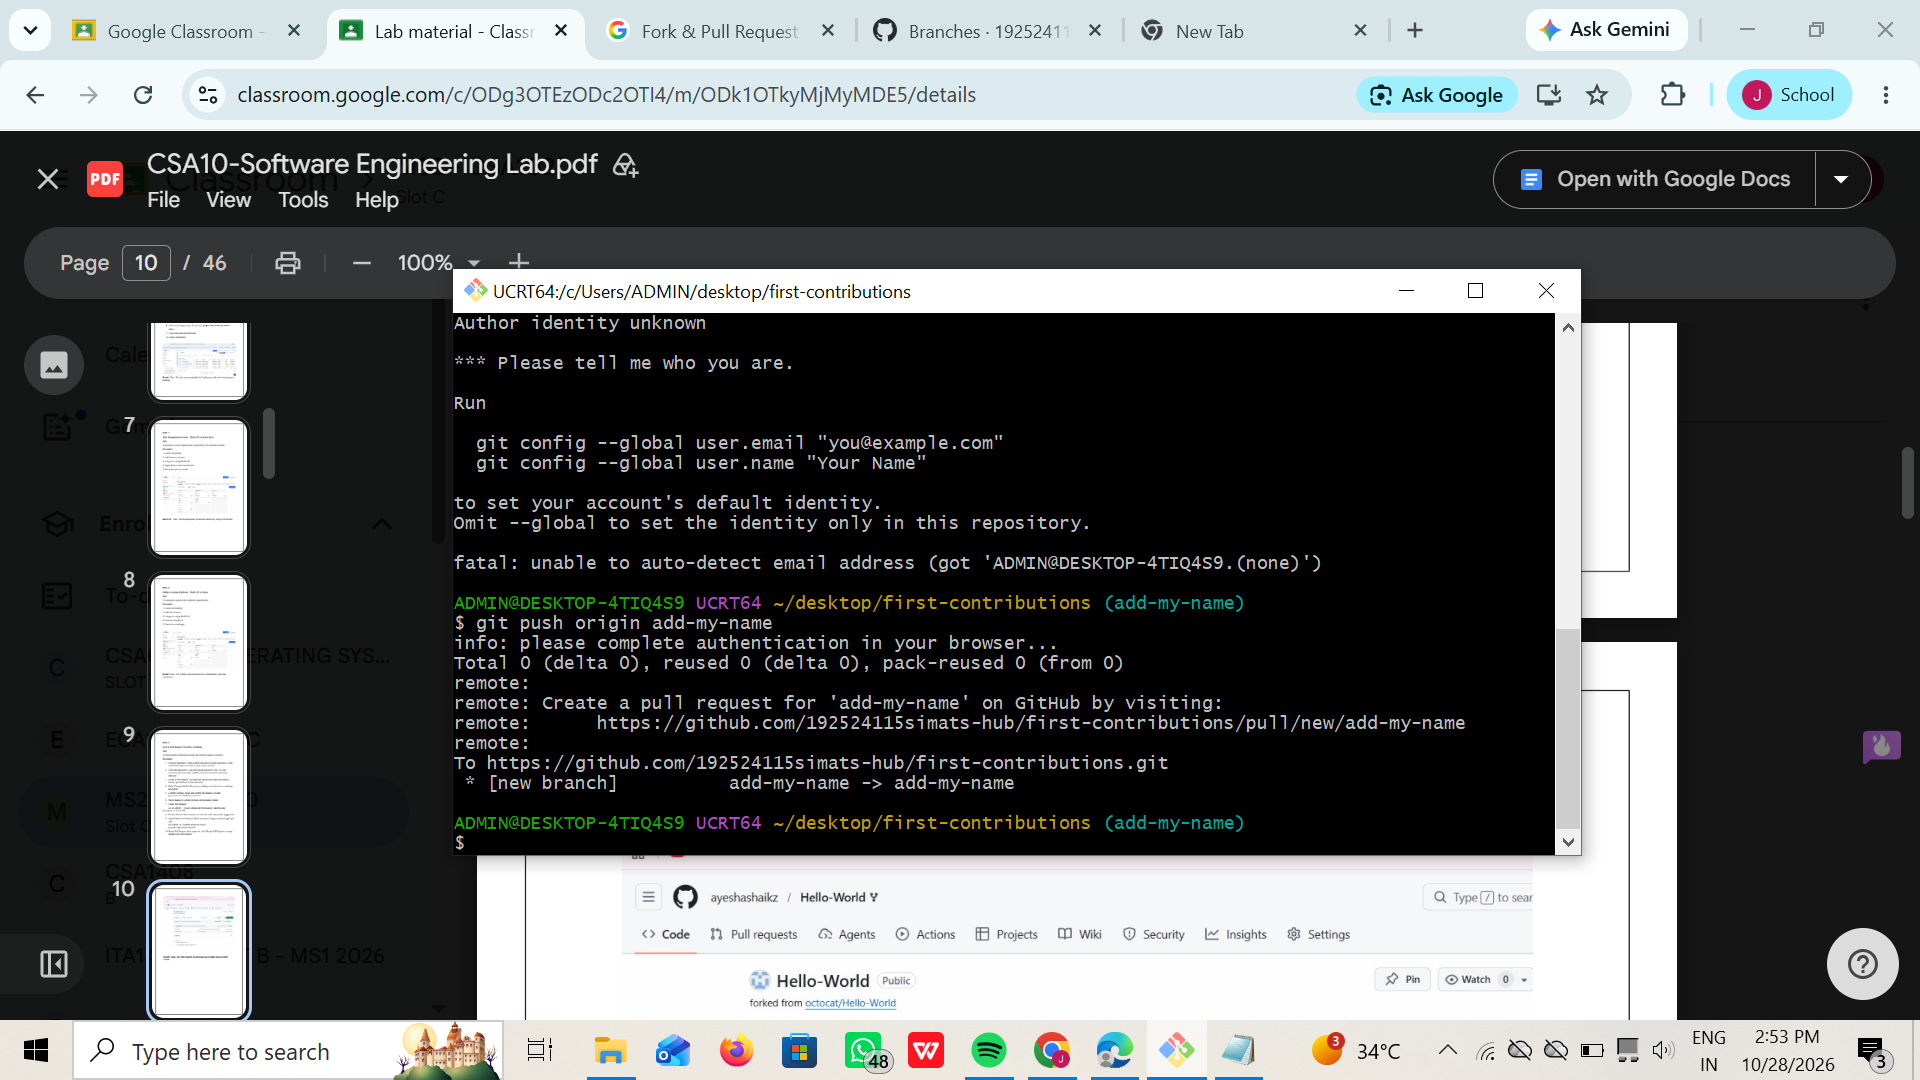 Google Classroom -
Lab material - Classr
Fork & Pull Request
Branches · 19252411
New Tab
Ask Gemini
classroom.google.com/c/ODg3OTEzODc2OTI4/m/ODk1OTkyMjMyMDE5/details
Ask Google
J
School
PDF
CSA10-Software Engineering Lab.pdf
File View Tools Help
Open with Google Docs
Page 10 / 46
100%
UCRT64:/c/Users/ADMIN/desktop/first-contributions
Author identity unknown
*** Please tell me who you are.
Run
git config --global user.email "you@example.com"
git config --global user.name "Your Name"
to set your account's default identity.
Omit --global to set the identity only in this repository.
fatal: unable to auto-detect email address (got 'ADMIN@DESKTOP-4TIQ4S9.(none)')
ADMIN@DESKTOP-4TIQ4S9 UCRT64 ~/desktop/first-contributions (add-my-name)
$ git push origin add-my-name
info: please complete authentication in your browser...
Total 0 (delta 0), reused 0 (delta 0), pack-reused 0 (from 0)
remote:
remote: Create a pull request for 'add-my-name' on GitHub by visiting:
remote:      https://github.com/192524115simats-hub/first-contributions/pull/new/add-my-name
remote:
To https://github.com/192524115simats-hub/first-contributions.git
* [new branch]          add-my-name -> add-my-name
ADMIN@DESKTOP-4TIQ4S9 UCRT64 ~/desktop/first-contributions (add-my-name)
$
7
8
9
10
ayeshashaikz / Hello-World
Type / to sear
Code
Pull requests
Agents
Actions
Projects
Wiki
Security
Insights
Settings
Hello-World Public
Pin
Watch 0
forked from octocat/Hello-World
C
E
M
C
CSA1408
B
B - MS1 2026
Type here to search
48
3
34°C
ENG
IN
2:53 PM
10/28/2026
3